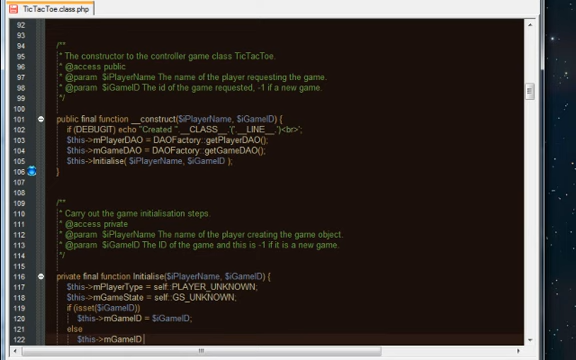 TicTacToe.class.php
92
93
94 /**
95 * The constructor to the controller game class TicTacToe.
96 * @access public
97 * @param $iPlayerName The name of the player requesting the game.
98 * @param $iGameID The id of the game requested, -1 if a new game.
99 */
100
101 public final function __construct($iPlayerName, $iGameID) {
102 if (DEBUGIT) echo "Created ".__CLASS__.'('.__LINE__.')<br>';
103 $this->mPlayerDAO = DAOFactory::getPlayerDAO();
104 $this->mGameDAO = DAOFactory::getGameDAO();
105 $this->Initialise( $iPlayerName, $iGameID );
106 }
107
108
109 /**
110 * Carry out the game initialisation steps.
111 * @access private
112 * @param $iPlayerName The name of the player creating the game object.
113 * @param $iGameID The ID of the game and this is -1 if it is a new game.
114 */
115
116 private final function Initialise($iPlayerName, $iGameID) {
117 $this->mPlayerType = self::PLAYER_UNKNOWN;
118 $this->mGameState = self::GS_UNKNOWN;
119 if (isset($iGameID))
120 $this->mGameID = $iGameID;
121 else
122 $this->mGameID